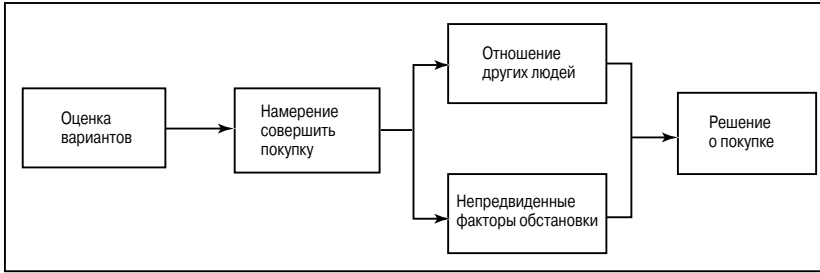 Оценка
вариантов
Намерение
совершить
покупку
Отношение
других людей
Непредвиденные
факторы обстановки
Решение
о покупке